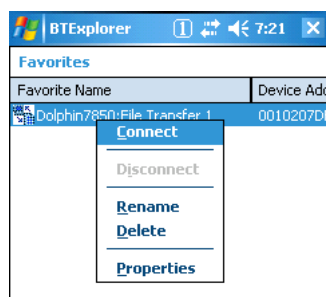 BTExplorer 7:21
Favorites
Favorite Name Device Add
Dolphin7850:File Transfer 1 0010207D
Connect
Disconnect
Rename
Delete
Properties